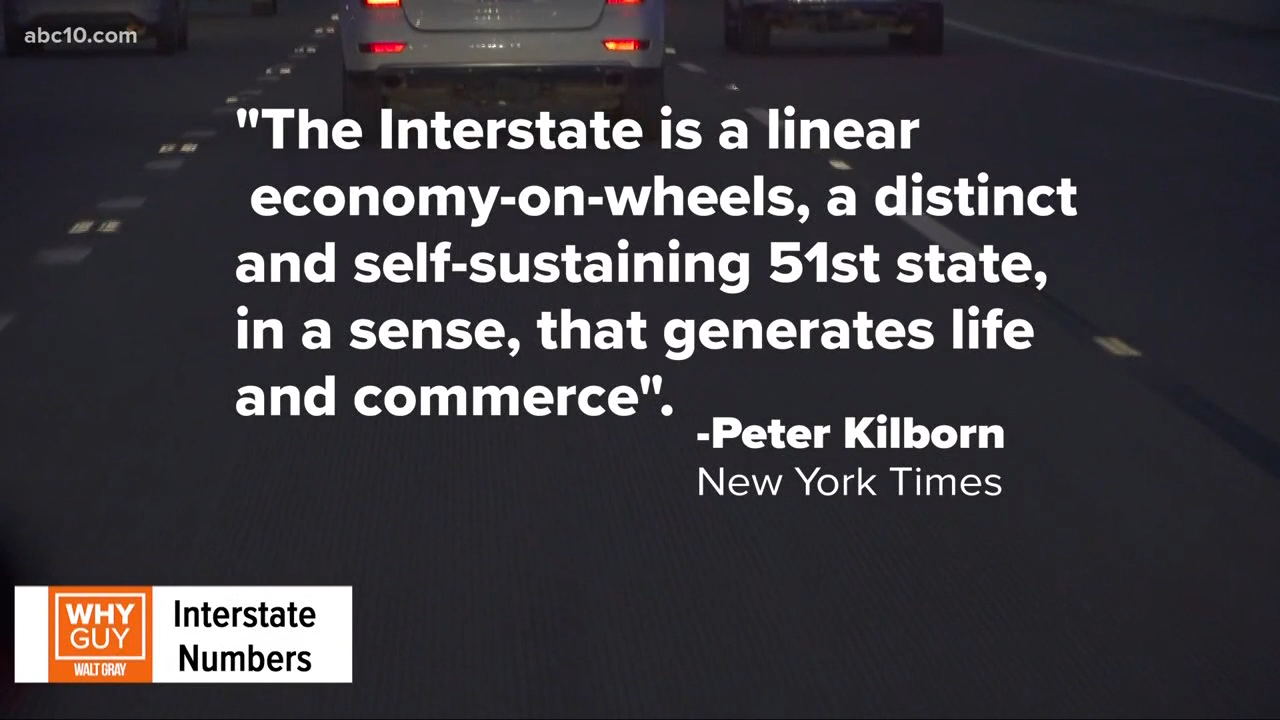 abc10.com
"The Interstate is a linear
economy-on-wheels, a distinct
and self-sustaining 51st state,
in a sense, that generates life
and commerce".
-Peter Kilborn
New York Times
WHY
GUY
WALT GRAY
Interstate
Numbers